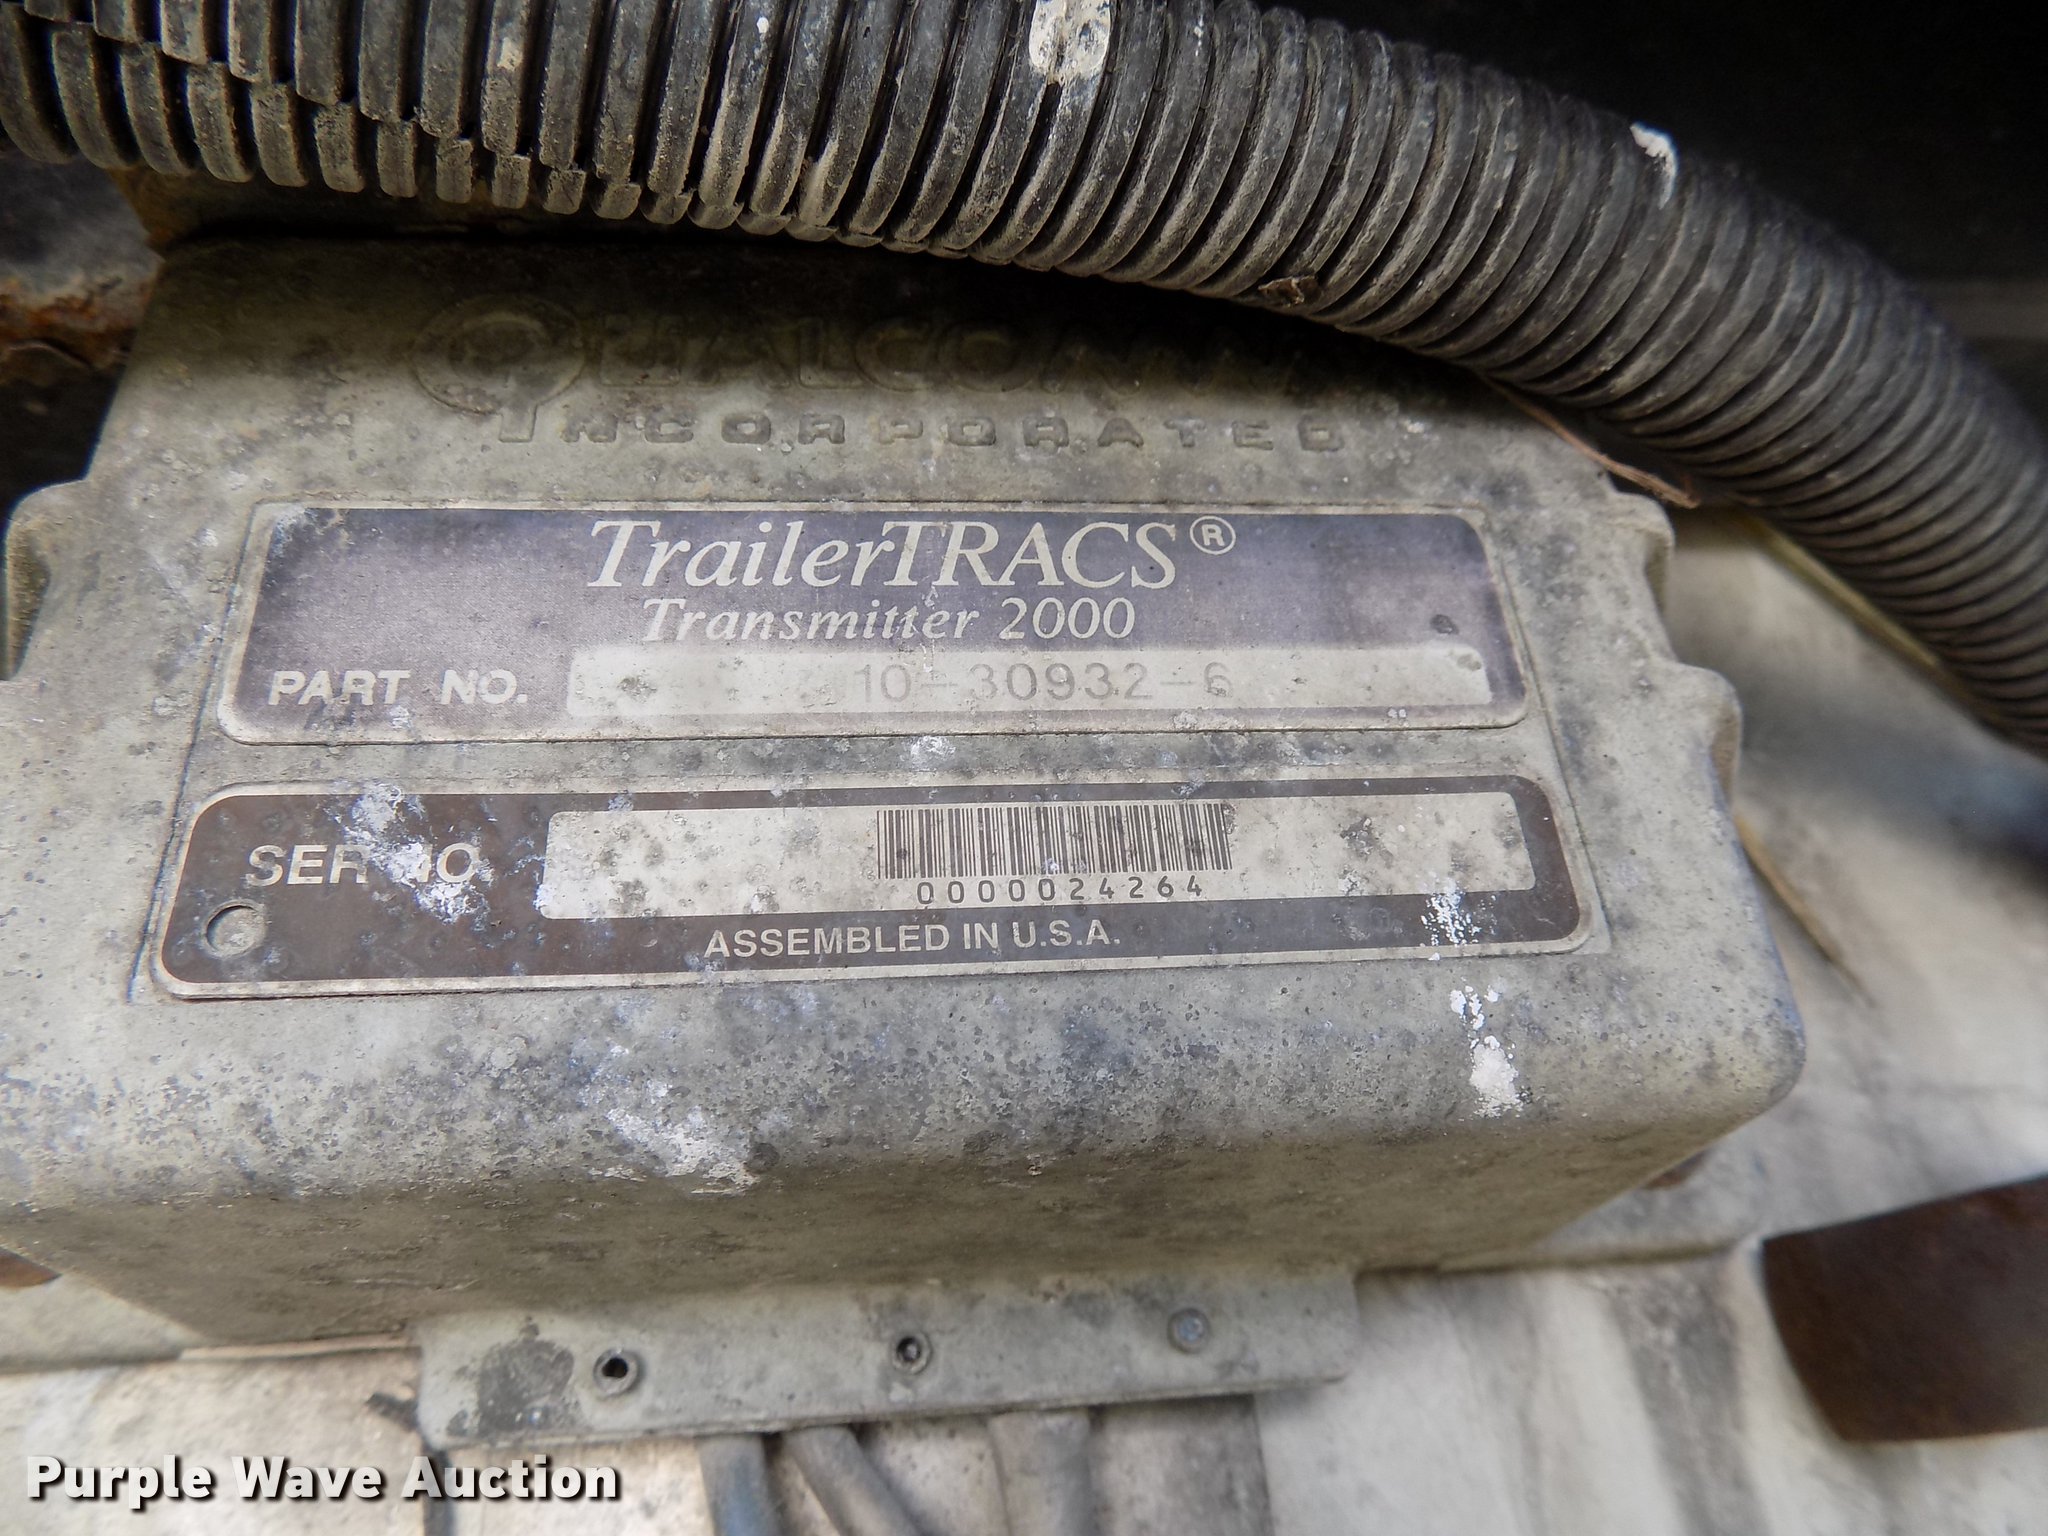 QUALCOMM
INCORPORATED
TrailerTRACS®
Transmitter 2000
PART NO. 10-30932-6
SER NO.
0000024264
ASSEMBLED IN U.S.A.
Purple Wave Auction